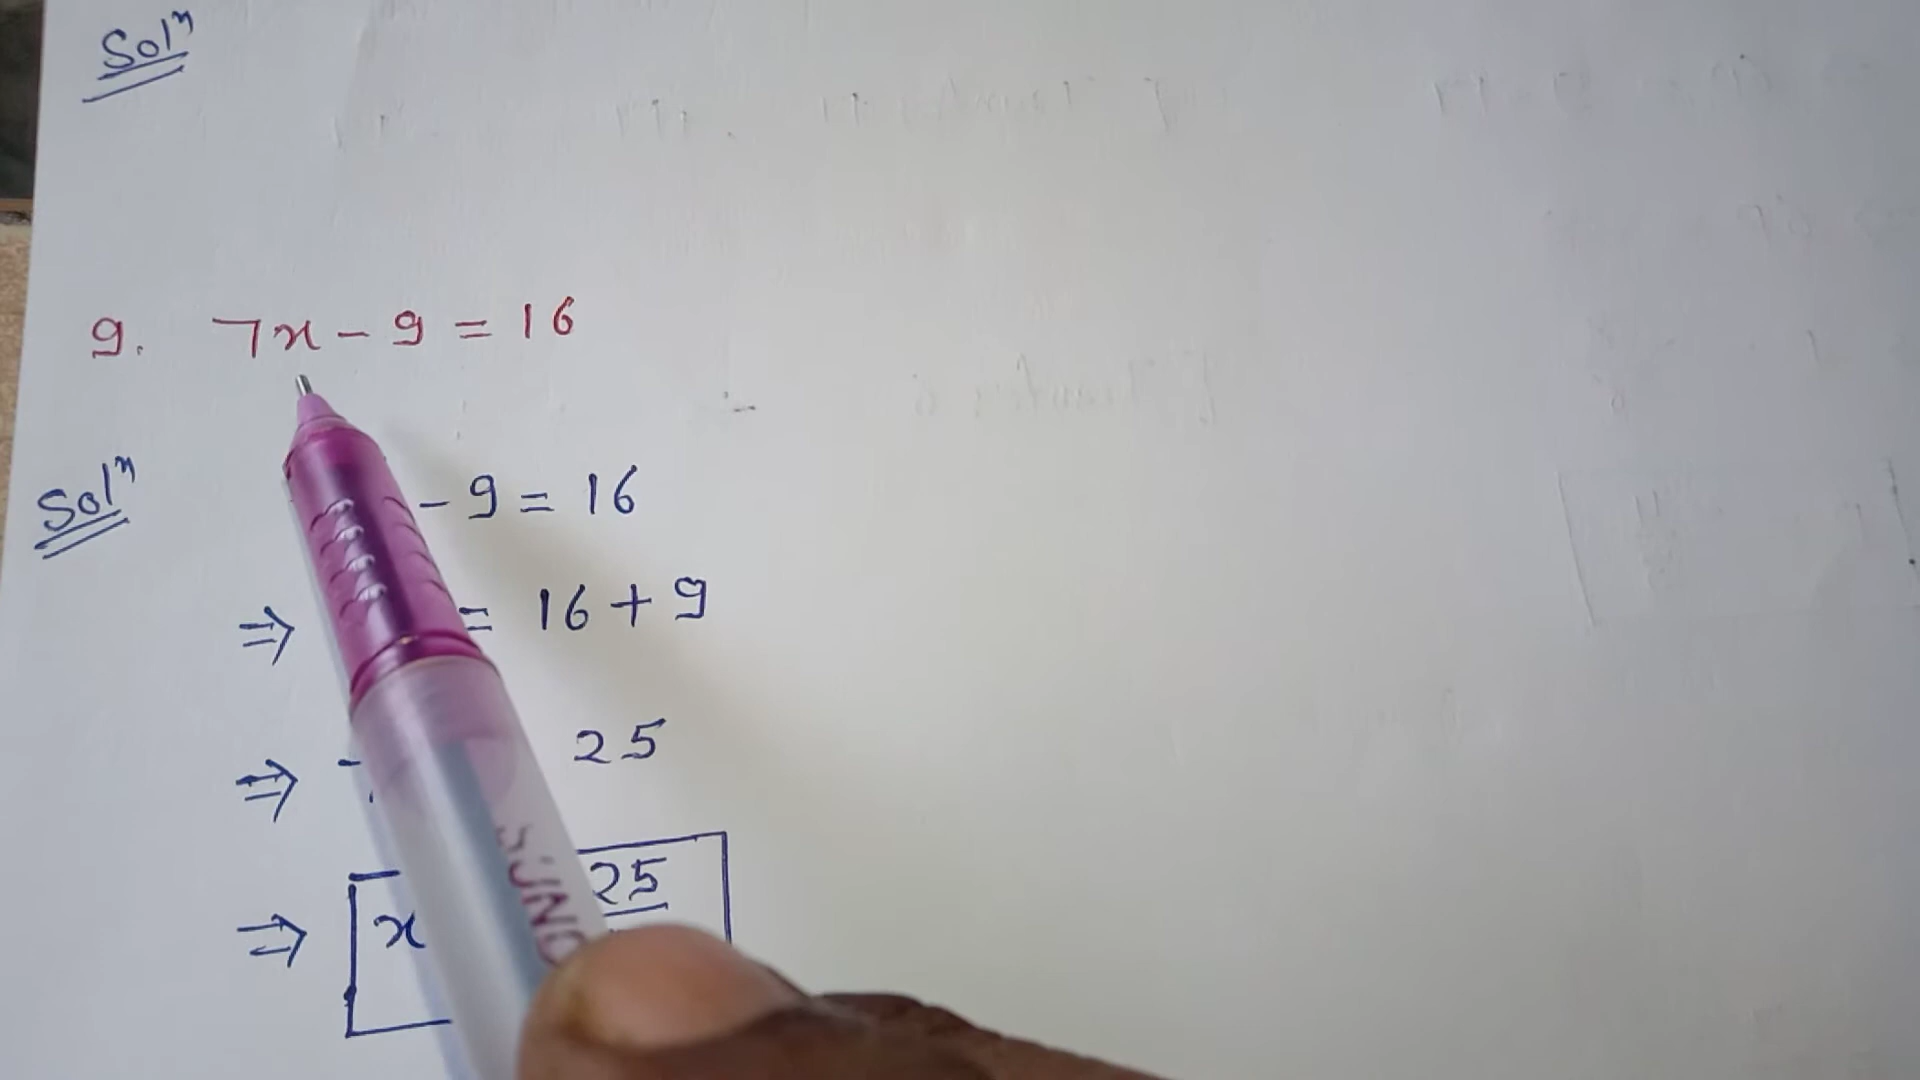 Solⁿ
9. 7x - 9 = 16
Solⁿ - 9 = 16
⇒ = 16 + 9
⇒ 25
⇒ x 25